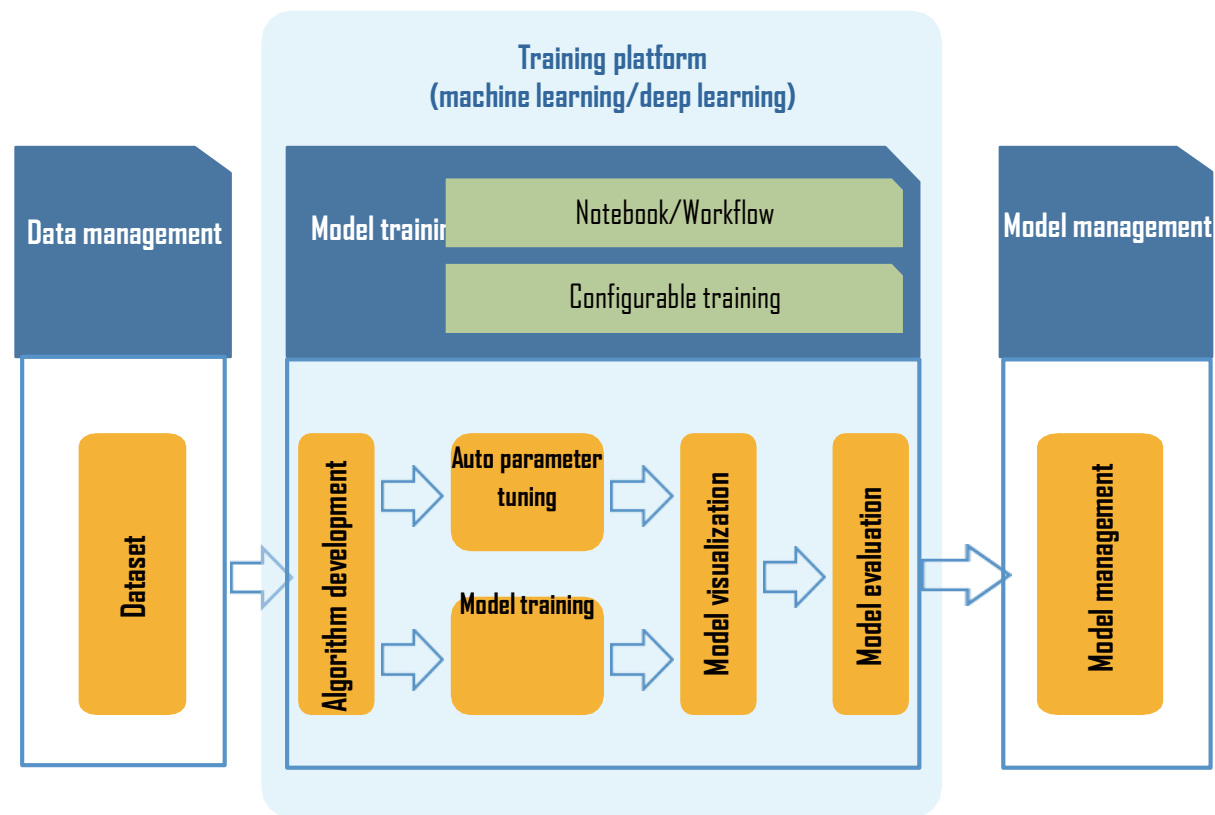 Training platform
(machine learning/deep learning)
Data management
Model trainin
Notebook/Workflow
Configurable training
Model management
Dataset
Algorithm development
Auto parameter
tuning
Model training
Model visualization
Model evaluation
Model management